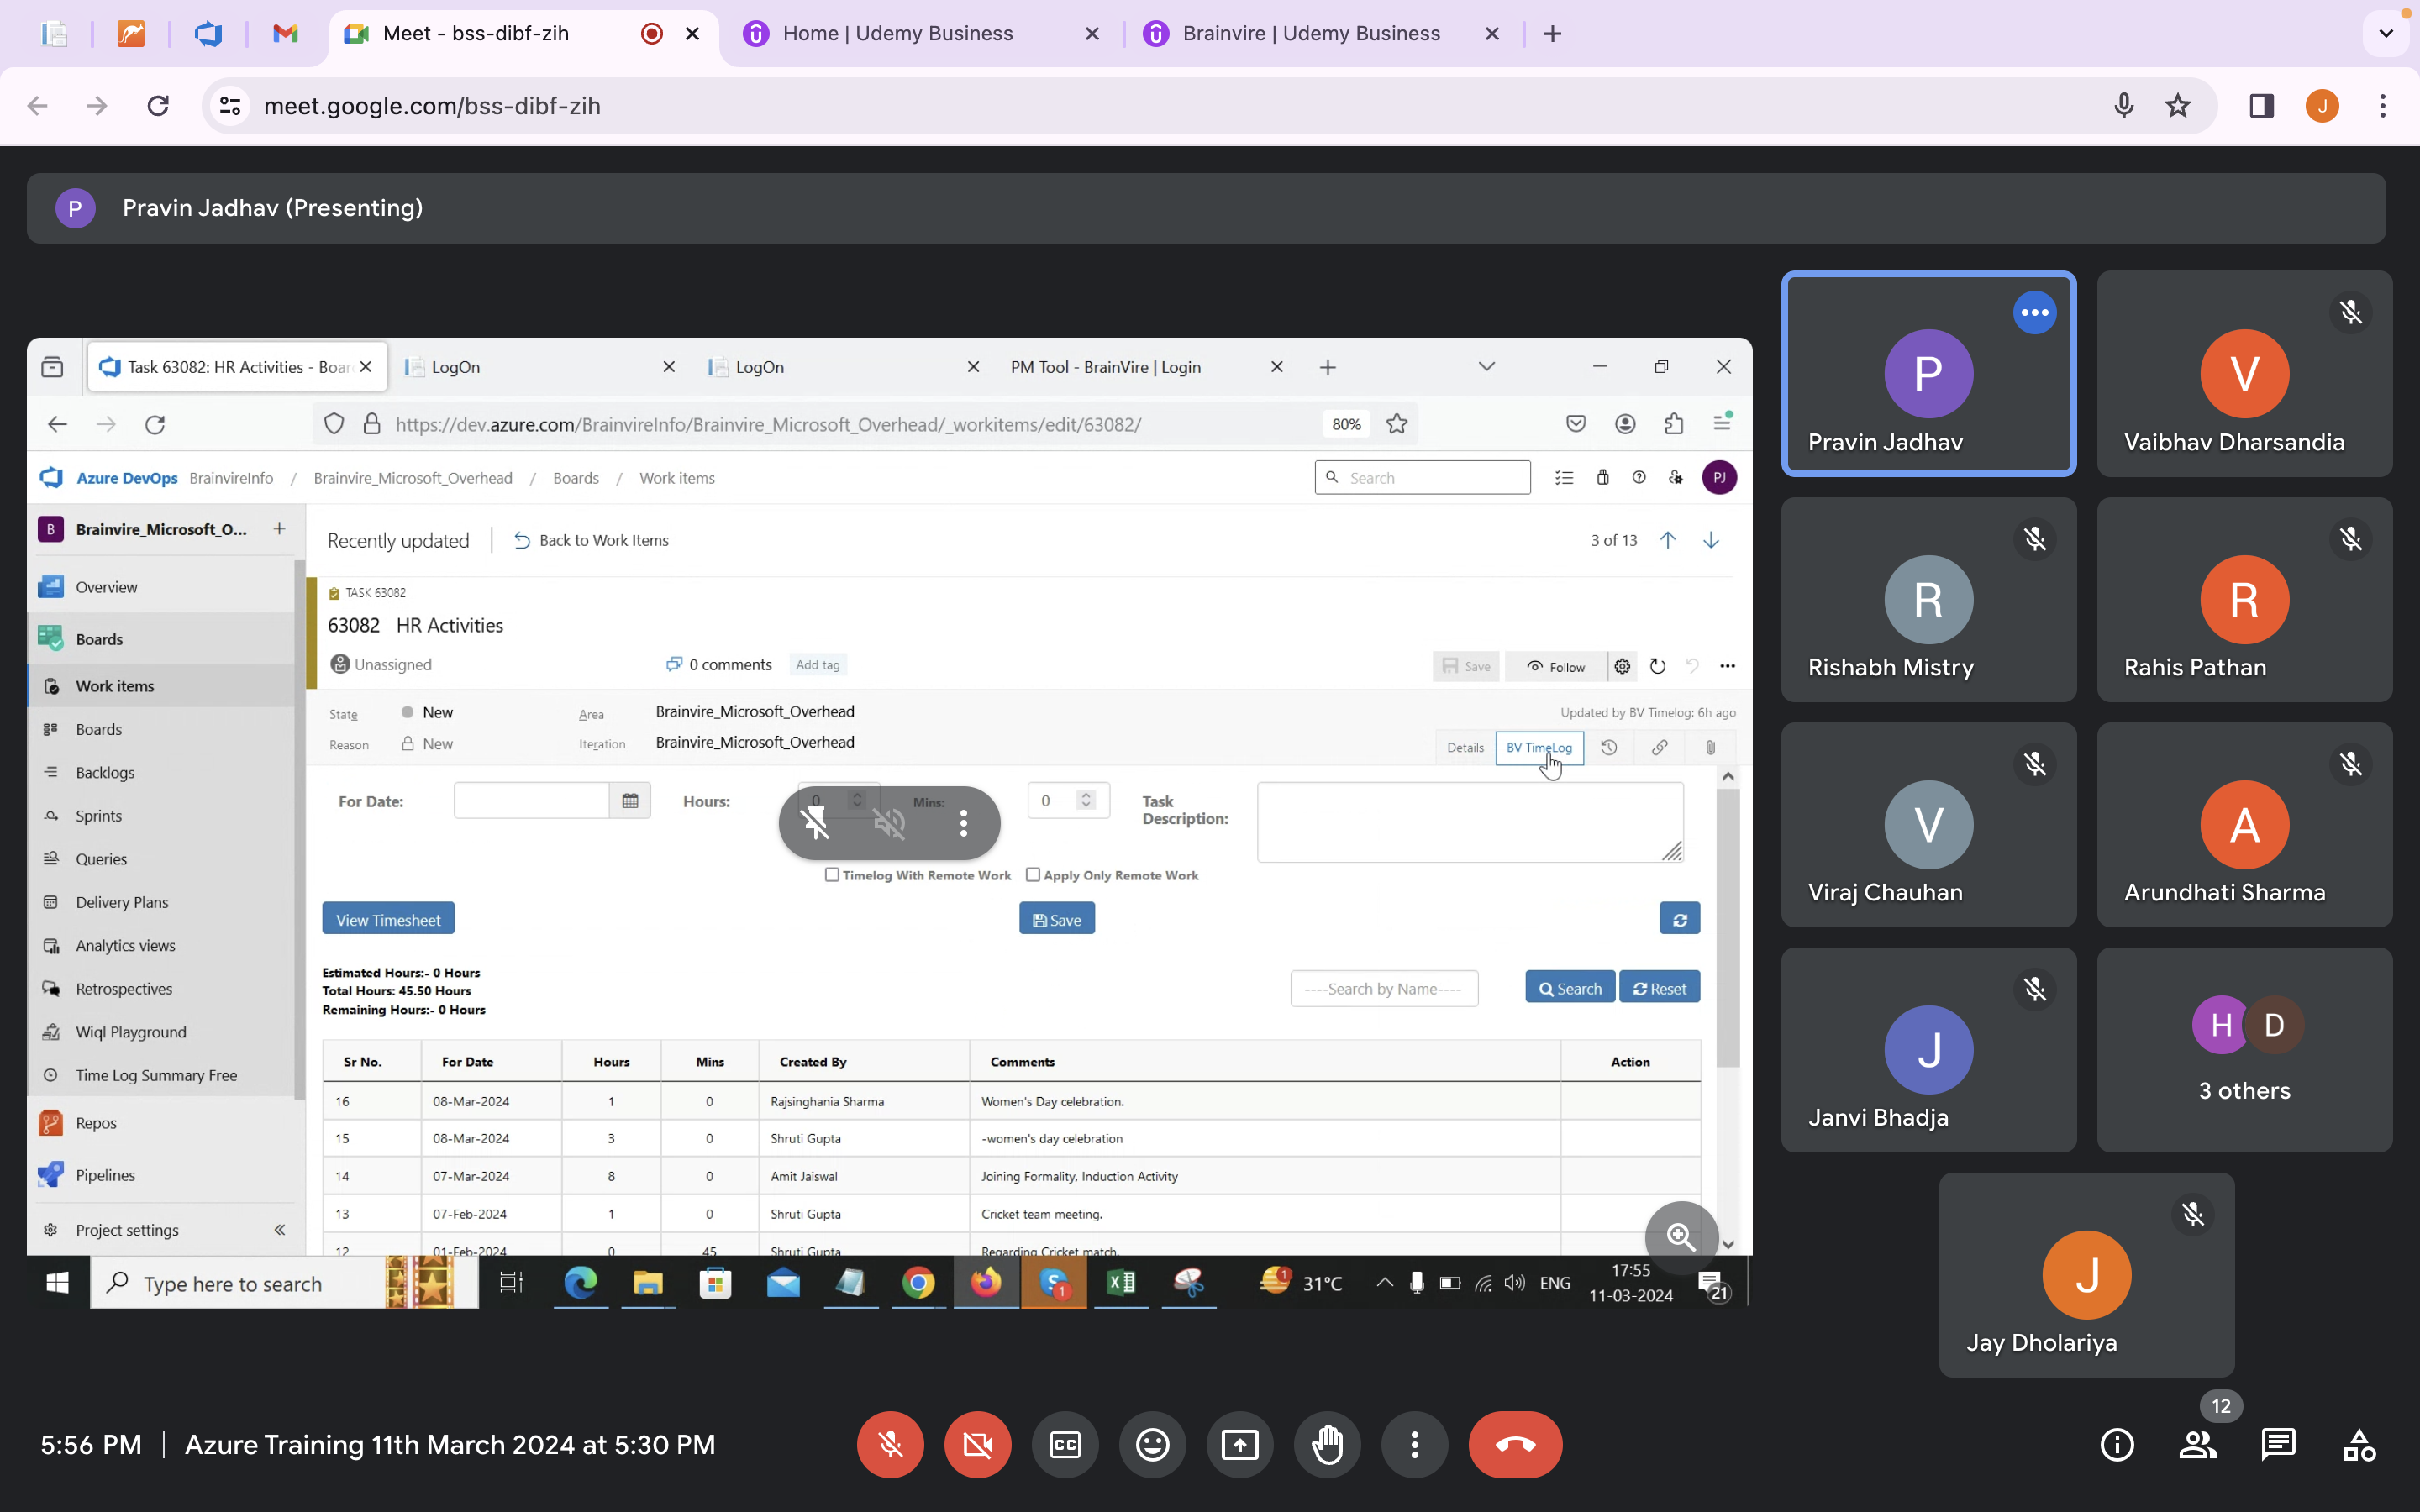 Meet - bss-dibf-zih
Home | Udemy Business
Brainvire | Udemy Business
meet.google.com/bss-dibf-zih
J
P Pravin Jadhav (Presenting)
Task 63082: HR Activities - Boar
LogOn
LogOn
PM Tool - BrainVire | Login
https://dev.azure.com/BrainvireInfo/Brainvire_Microsoft_Overhead/_workitems/edit/63082/
80%
Azure DevOps BrainvireInfo / Brainvire_Microsoft_Overhead / Boards / Work items
Search
PJ
B Brainvire_Microsoft_O... +
Overview
Boards
Work items
Boards
Backlogs
Sprints
Queries
Delivery Plans
Analytics views
Retrospectives
Wiql Playground
Time Log Summary Free
Repos
Pipelines
Project settings
Recently updated
Back to Work Items
3 of 13
TASK 63082
63082 HR Activities
Unassigned
0 comments
Add tag
Save
Follow
State New
Area Brainvire_Microsoft_Overhead
Updated by BV Timelog: 6h ago
Reason New
Iteration Brainvire_Microsoft_Overhead
Details
BV TimeLog
For Date:
Hours: 0
Mins: 0
Task
Description:
Timelog With Remote Work
Apply Only Remote Work
View Timesheet
Save
Estimated Hours:- 0 Hours
Total Hours: 45.50 Hours
Remaining Hours:- 0 Hours
----Search by Name----
Search
Reset
Sr No. For Date Hours Mins Created By Comments Action
16 08-Mar-2024 1 0 Rajsinghania Sharma Women's Day celebration.
15 08-Mar-2024 3 0 Shruti Gupta -women's day celebration
14 07-Mar-2024 8 0 Amit Jaiswal Joining Formality, Induction Activity
13 07-Feb-2024 1 0 Shruti Gupta Cricket team meeting.
12 01-Feb-2024 0 45 Shruti Gupta Regarding Cricket match.
Type here to search
1
1
31°C
ENG
17:55
11-03-2024
21
P
Pravin Jadhav
V
Vaibhav Dharsandia
R
Rishabh Mistry
R
Rahis Pathan
V
Viraj Chauhan
A
Arundhati Sharma
J
Janvi Bhadja
H D
3 others
J
Jay Dholariya
5:56 PM | Azure Training 11th March 2024 at 5:30 PM
CC
12